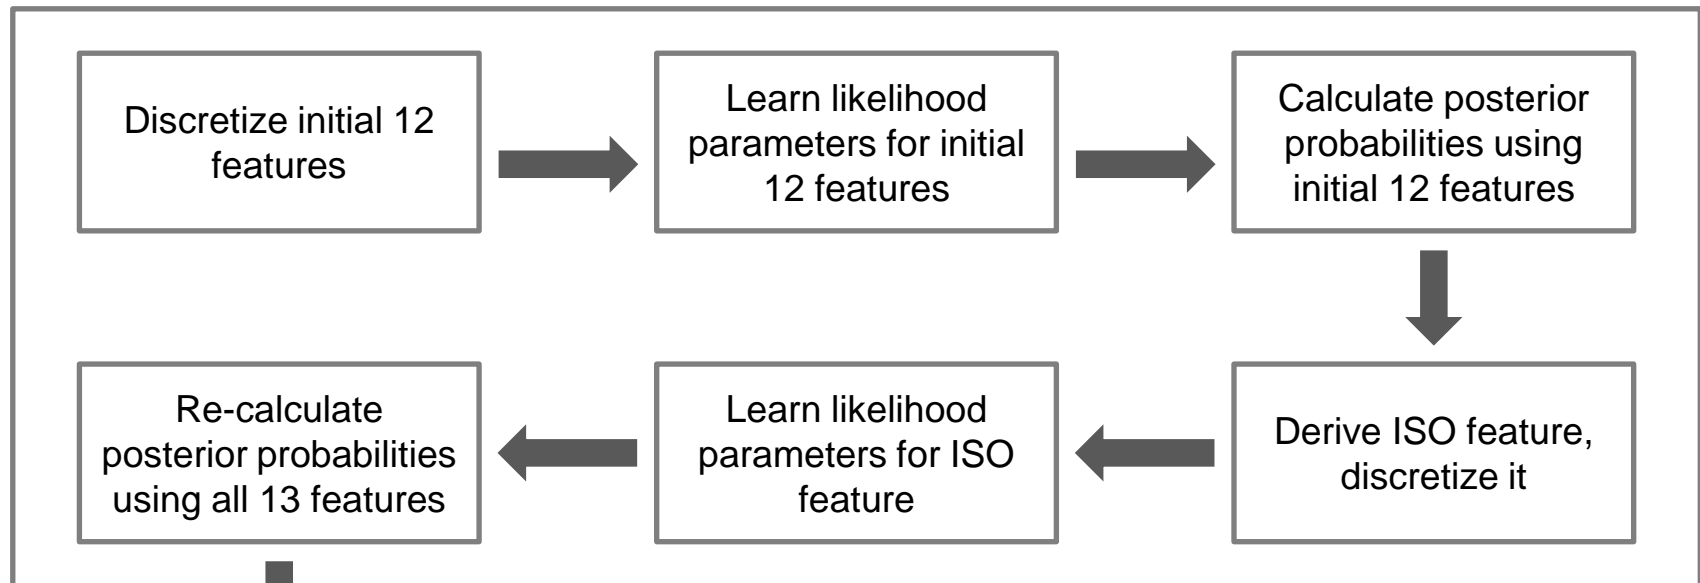 Discretize initial 12
features
Learn likelihood
parameters for initial
12 features
Calculate posterior
probabilities using
initial 12 features
Derive ISO feature,
discretize it
Learn likelihood
parameters for ISO
feature
Re-calculate
posterior probabilities
using all 13 features